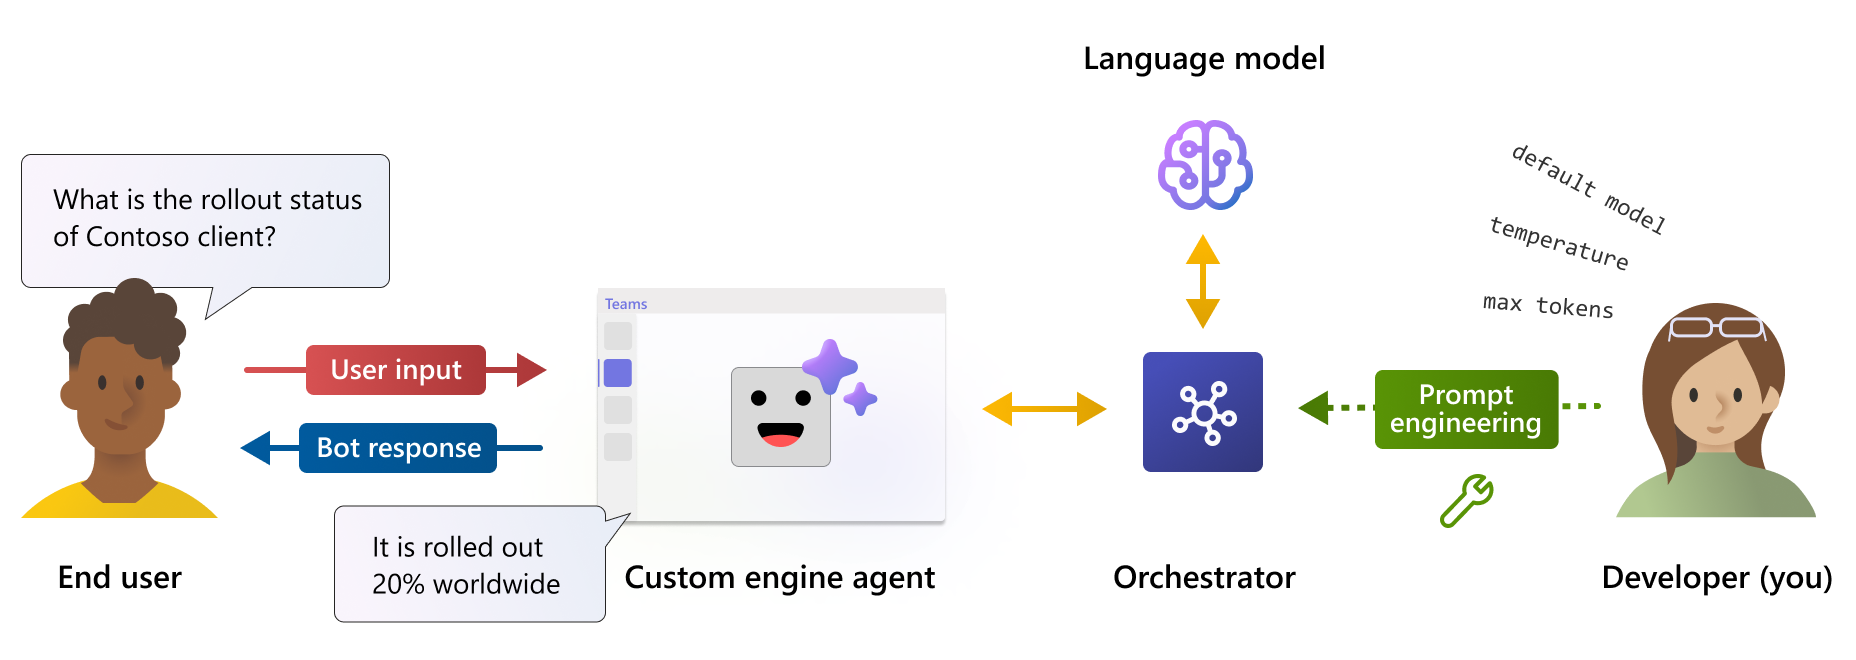 Language model
What is the rollout status
of Contoso client?
default model
temperature
max tokens
Teams
User input
Bot response
Prompt
engineering
It is rolled out
20% worldwide
End user
Custom engine agent
Orchestrator
Developer (you)